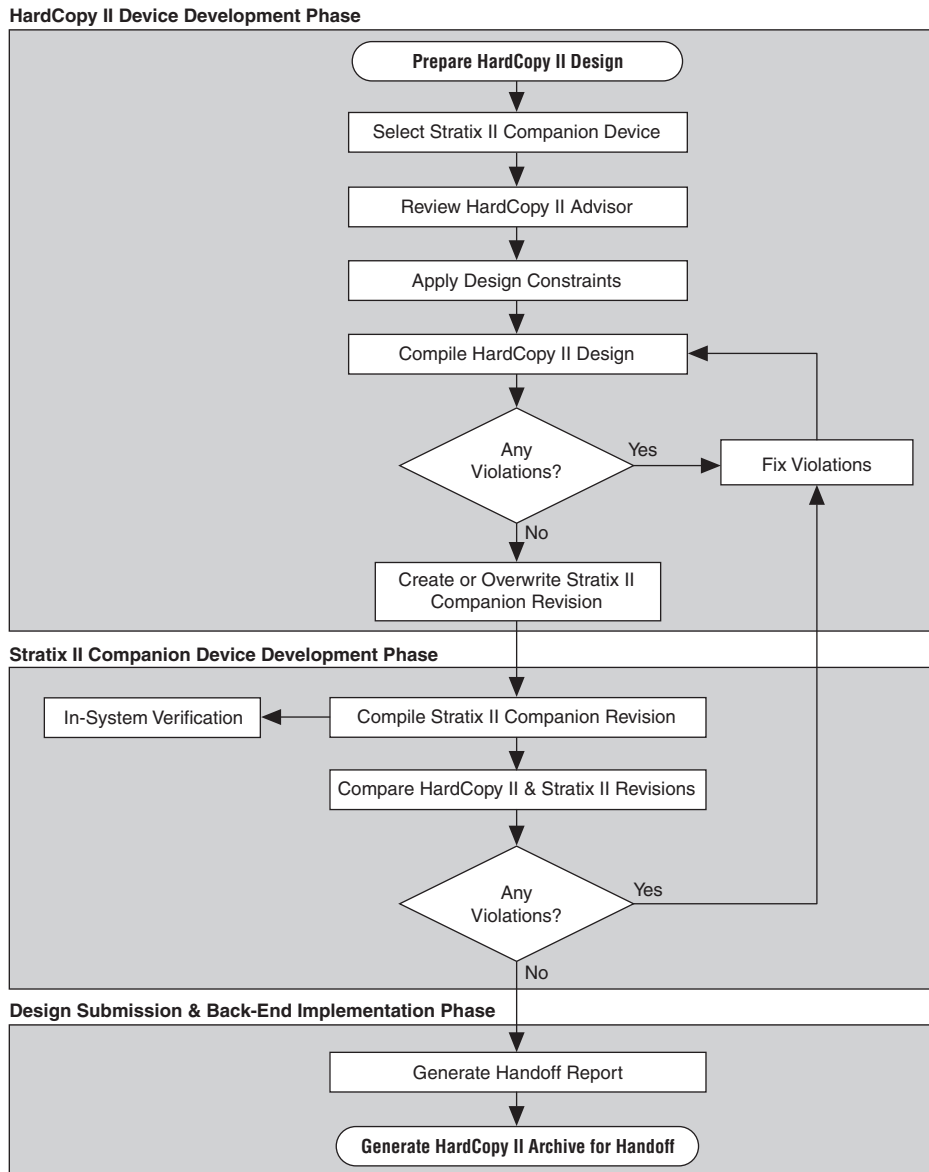 HardCopy II Device Development Phase
Prepare HardCopy II Design
Select Stratix II Companion Device
Review HardCopy II Advisor
Apply Design Constraints
Compile HardCopy II Design
Any
Violations?
Yes
Fix Violations
No
Create or Overwrite Stratix II
Companion Revision
Stratix II Companion Device Development Phase
In-System Verification
Compile Stratix II Companion Revision
Compare HardCopy II & Stratix II Revisions
Any
Violations?
Yes
No
Design Submission & Back-End Implementation Phase
Generate Handoff Report
Generate HardCopy II Archive for Handoff